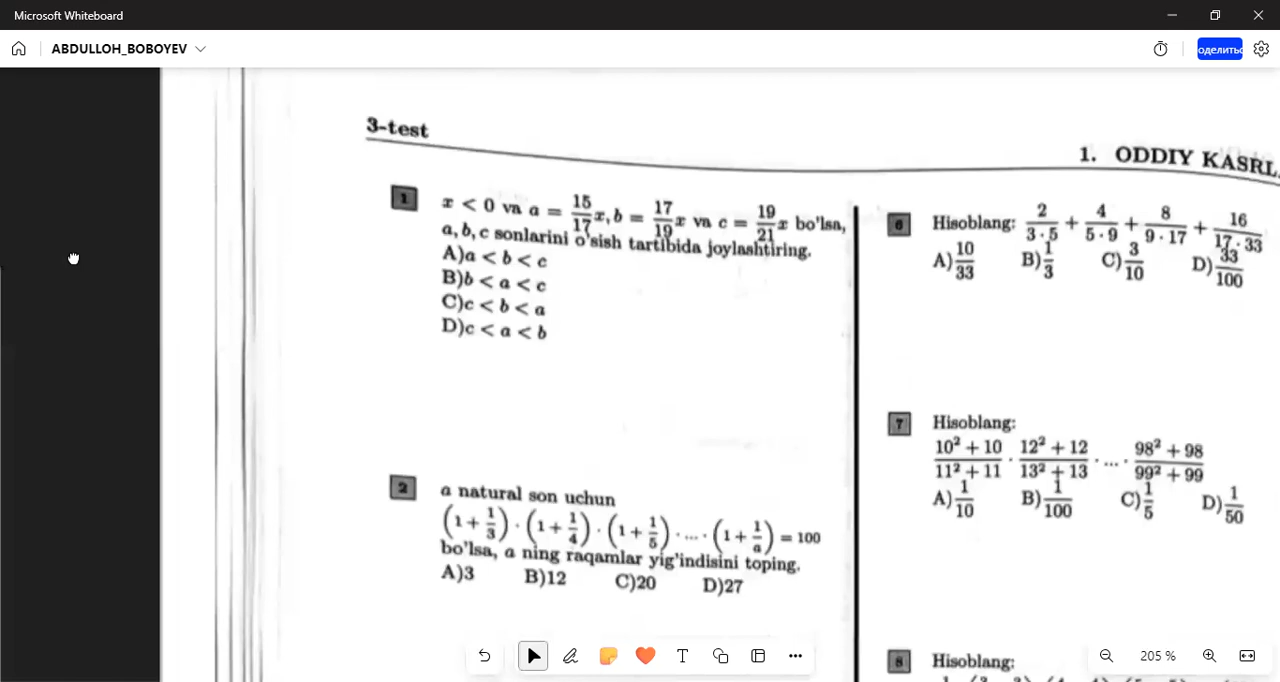 Microsoft Whiteboard
ABDULLOH_BOBOYEV
оделитьс
3-test
1. ODDIY KASRL
1
x < 0 va a = 15/17 x, b = 17/19 x va c = 19/21 x bo'lsa,
a, b, c sonlarini o'sish tartibida joylashtiring.
A)a < b < c
B)b < a < c
C)c < b < a
D)c < a < b
2
a natural son uchun
(1 + 1/3) · (1 + 1/4) · (1 + 1/5) · ... · (1 + 1/a) = 100
bo'lsa, a ning raqamlar yig'indisini toping.
A)3 B)12 C)20 D)27
6
Hisoblang: 2/(3·5) + 4/(5·9) + 8/(9·17) + 16/(17·33)
A) 10/33 B) 1/3 C) 3/10 D) 33/100
7
Hisoblang:
(10² + 10)/(11² + 11) · (12² + 12)/(13² + 13) · ... · (98² + 98)/(99² + 99)
A) 1/10 B) 1/100 C) 1/5 D) 1/50
8
Hisoblang:
205 %